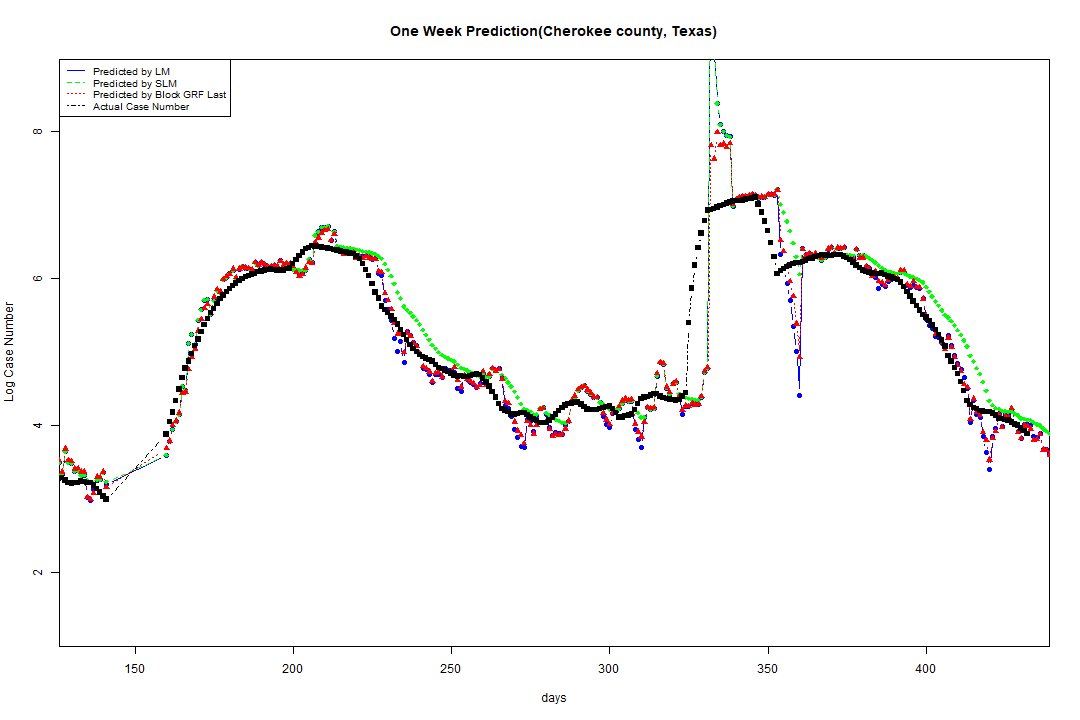 One Week Prediction(Cherokee county, Texas)
Predicted by LM
Predicted by SLM
Predicted by Block GRF Last
Actual Case Number
8
6
4
2
Log Case Number
150 200 250 300 350 400
days